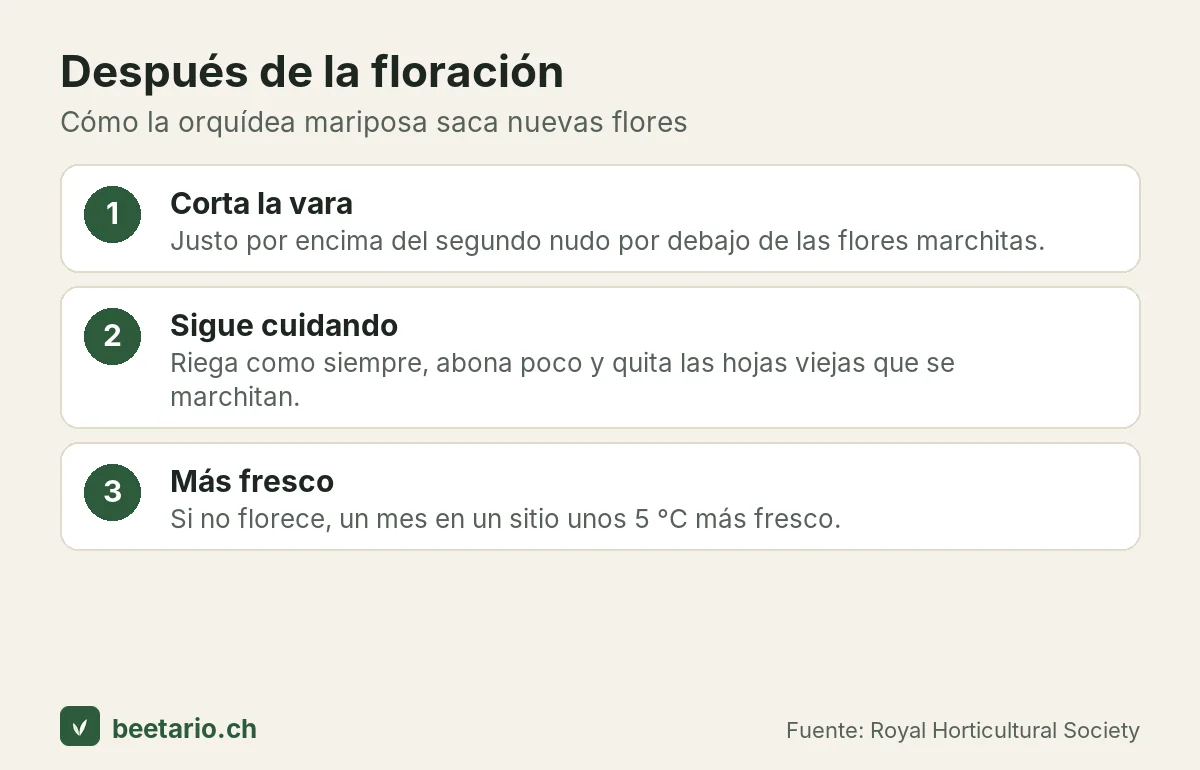 Después de la floración
Cómo la orquídea mariposa saca nuevas flores
1
Corta la vara
Justo por encima del segundo nudo por debajo de las flores marchitas.
2
Sigue cuidando
Riega como siempre, abona poco y quita las hojas viejas que se
marchitan.
3
Más fresco
Si no florece, un mes en un sitio unos 5 °C más fresco.
beetario.ch
Fuente: Royal Horticultural Society